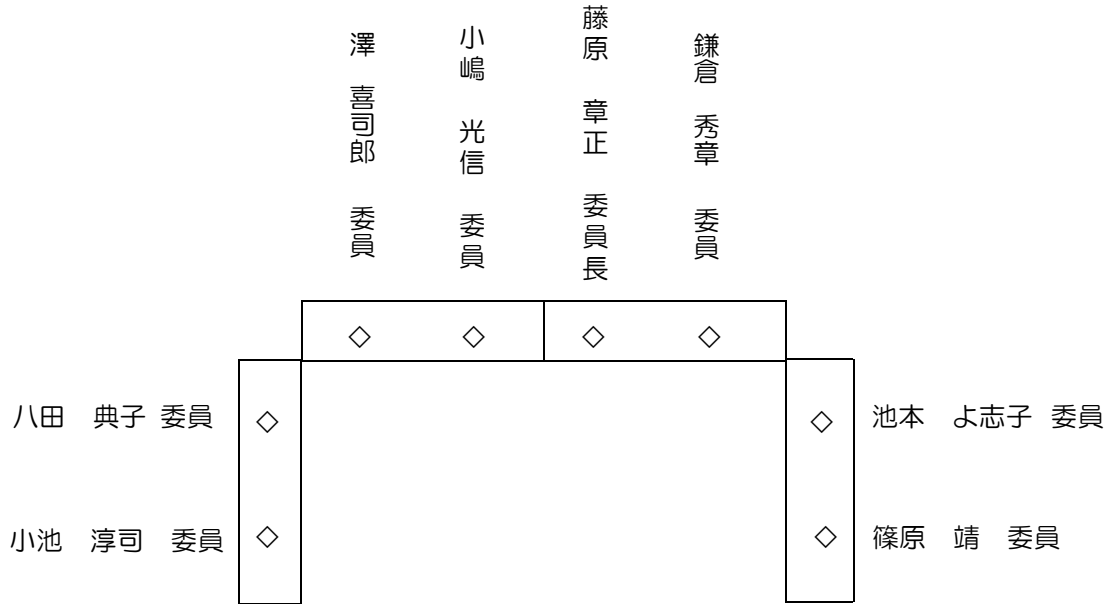 澤 喜司郎 委員
小嶋 光信 委員
藤原 章正 委員長
鎌倉 秀章 委員
八田 典子 委員
池本 よ志子 委員
小池 淳司 委員
篠原 靖 委員